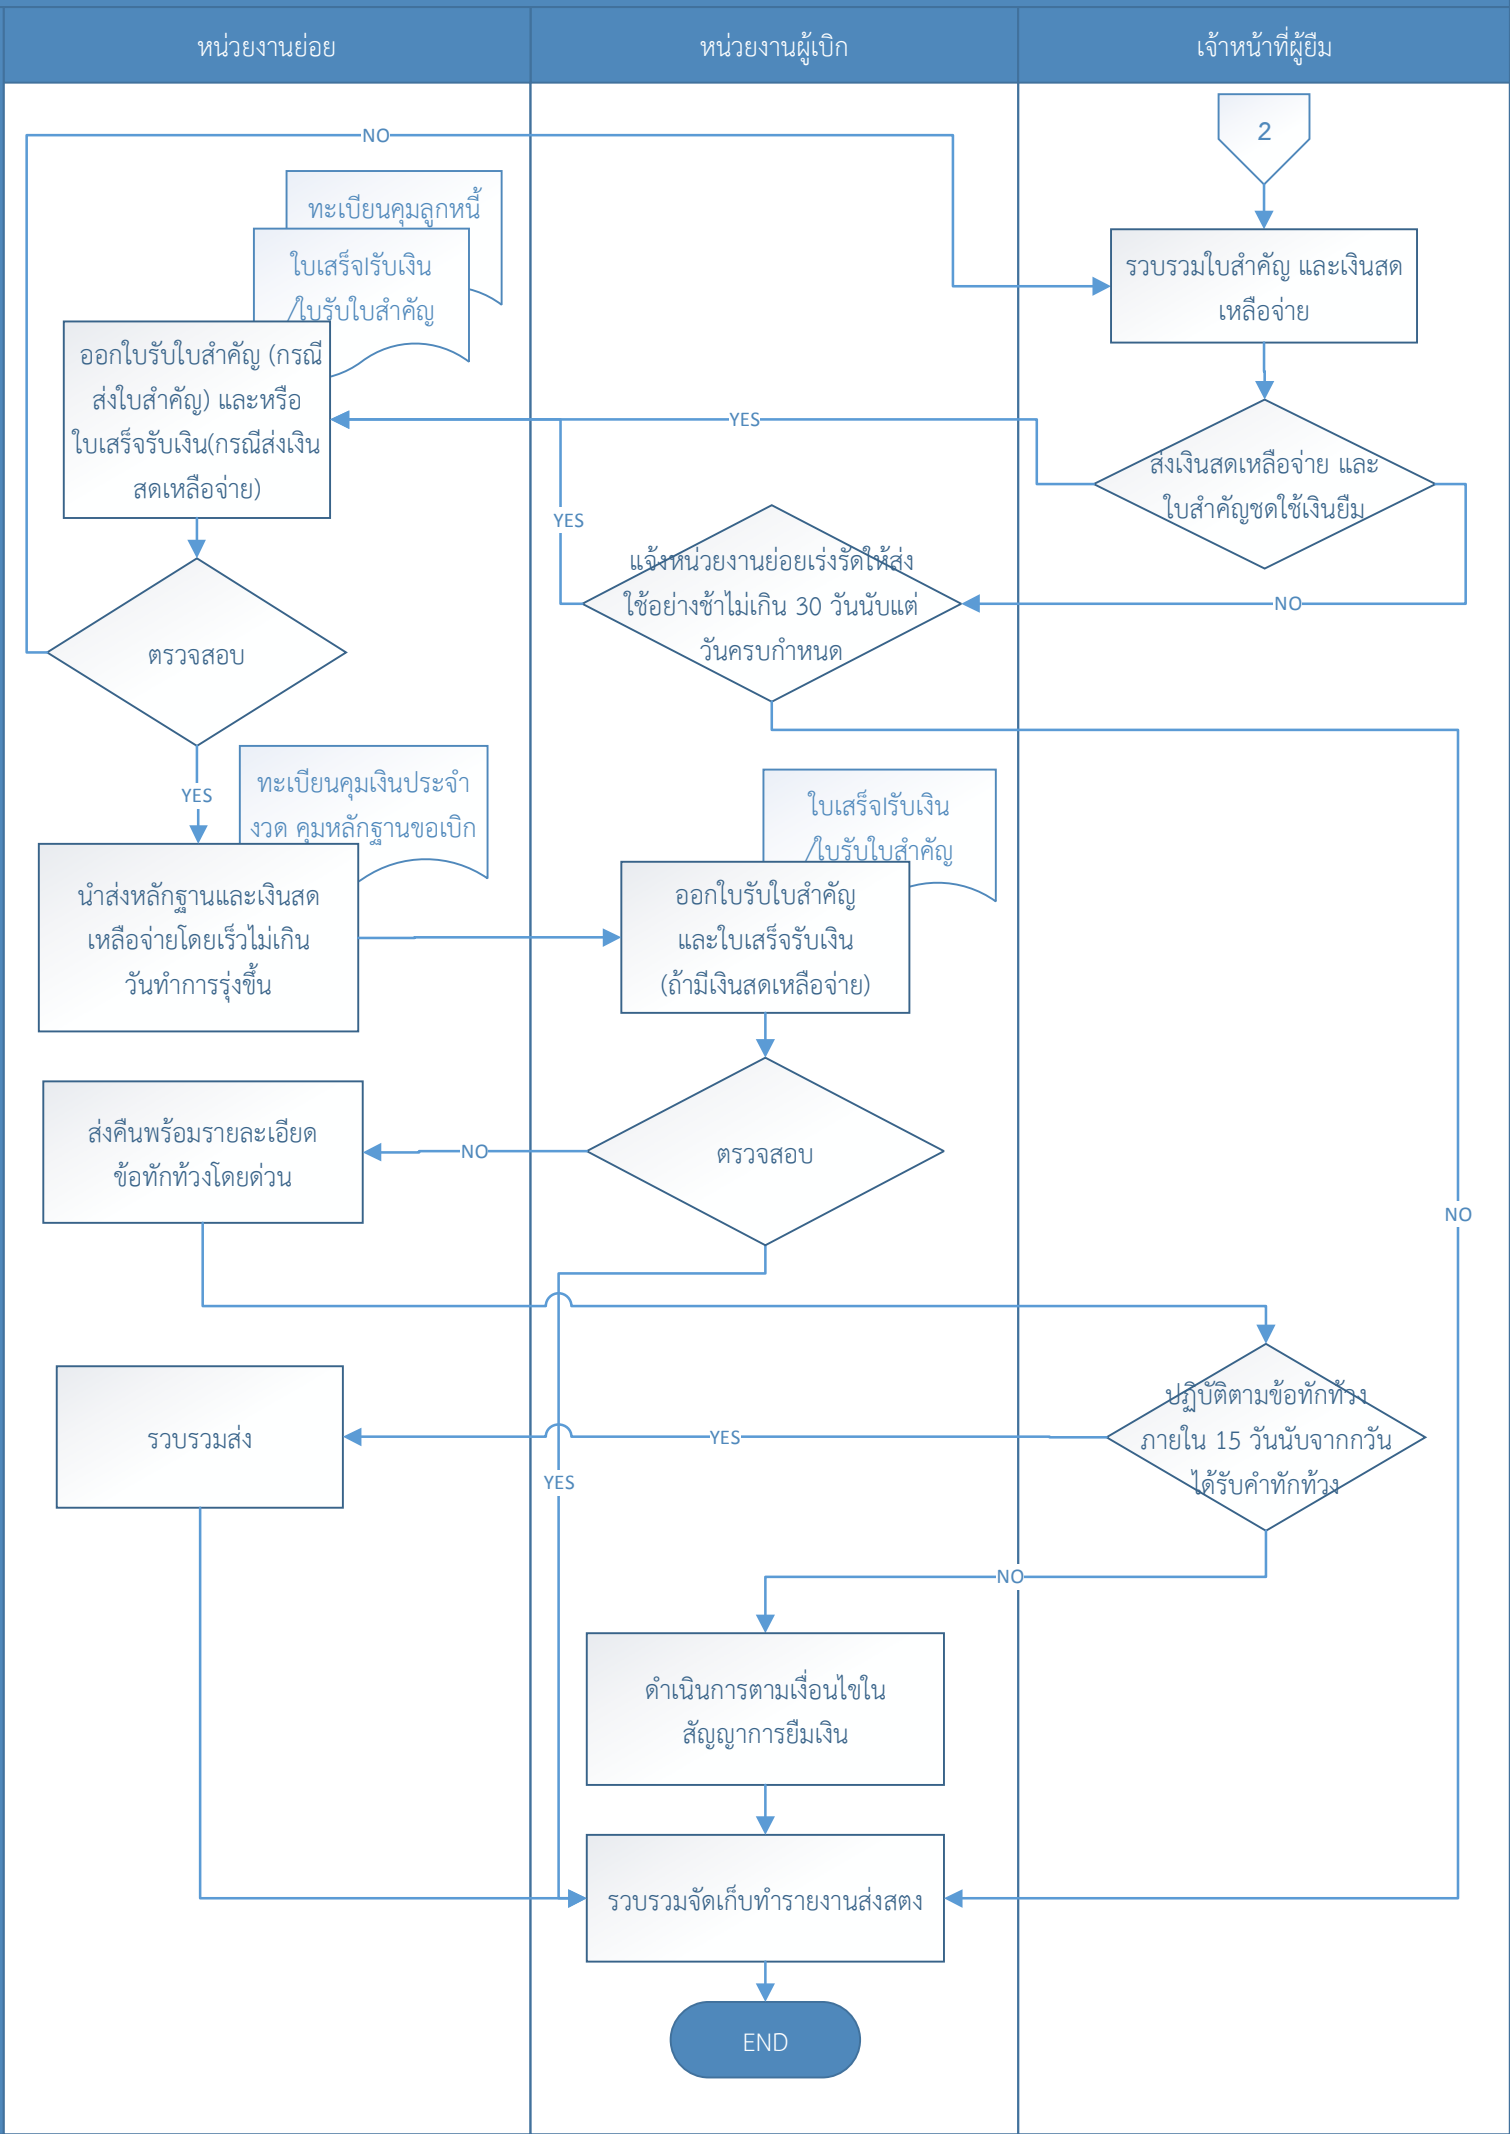 หน่วยงานย่อย
หน่วยงานผู้เบิก
เจ้าหน้าที่ผู้ยืม
2
NO
ทะเบียนคุมลูกหนี้
ใบเสร็จรับเงิน
/ใบรับใบสำคัญ
รวบรวมใบสำคัญ และเงินสด
เหลือจ่าย
ออกใบรับใบสำคัญ (กรณี
ส่งใบสำคัญ) และหรือ
ใบเสร็จรับเงิน(กรณีส่งเงิน
สดเหลือจ่าย)
YES
ส่งเงินสดเหลือจ่าย และ
ใบสำคัญชดใช้เงินยืม
YES
แจ้งหน่วยงานย่อยเร่งรัดให้ส่ง
ใช้อย่างช้าไม่เกิน 30 วันนับแต่
วันครบกำหนด
NO
ตรวจสอบ
YES
ทะเบียนคุมเงินประจำ
งวด คุมหลักฐานขอเบิก
ใบเสร็จรับเงิน
/ใบรับใบสำคัญ
นำส่งหลักฐานและเงินสด
เหลือจ่ายโดยเร็วไม่เกิน
วันทำการรุ่งขึ้น
ออกใบรับใบสำคัญ
และใบเสร็จรับเงิน
(ถ้ามีเงินสดเหลือจ่าย)
ส่งคืนพร้อมรายละเอียด
ข้อทักท้วงโดยด่วน
NO
ตรวจสอบ
NO
รวบรวมส่ง
YES
YES
ปฏิบัติตามข้อทักท้วง
ภายใน 15 วันนับจากกวัน
ได้รับคำทักท้วง
NO
ดำเนินการตามเงื่อนไขใน
สัญญาการยืมเงิน
รวบรวมจัดเก็บทำรายงานส่งสตง
END